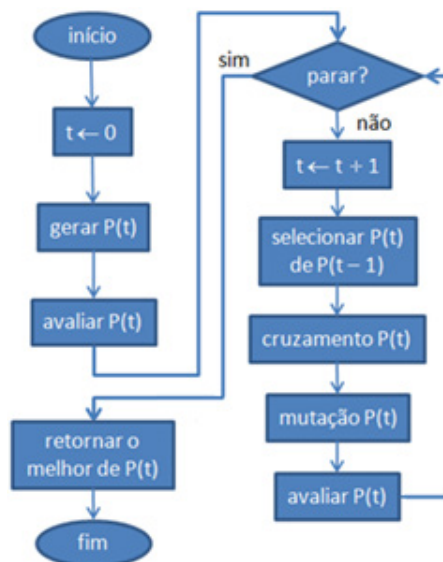 início
t ← 0
gerar P(t)
avaliar P(t)
retornar o
melhor de P(t)
fim
sim
parar?
não
t ← t + 1
selecionar P(t)
de P(t − 1)
cruzamento P(t)
mutação P(t)
avaliar P(t)